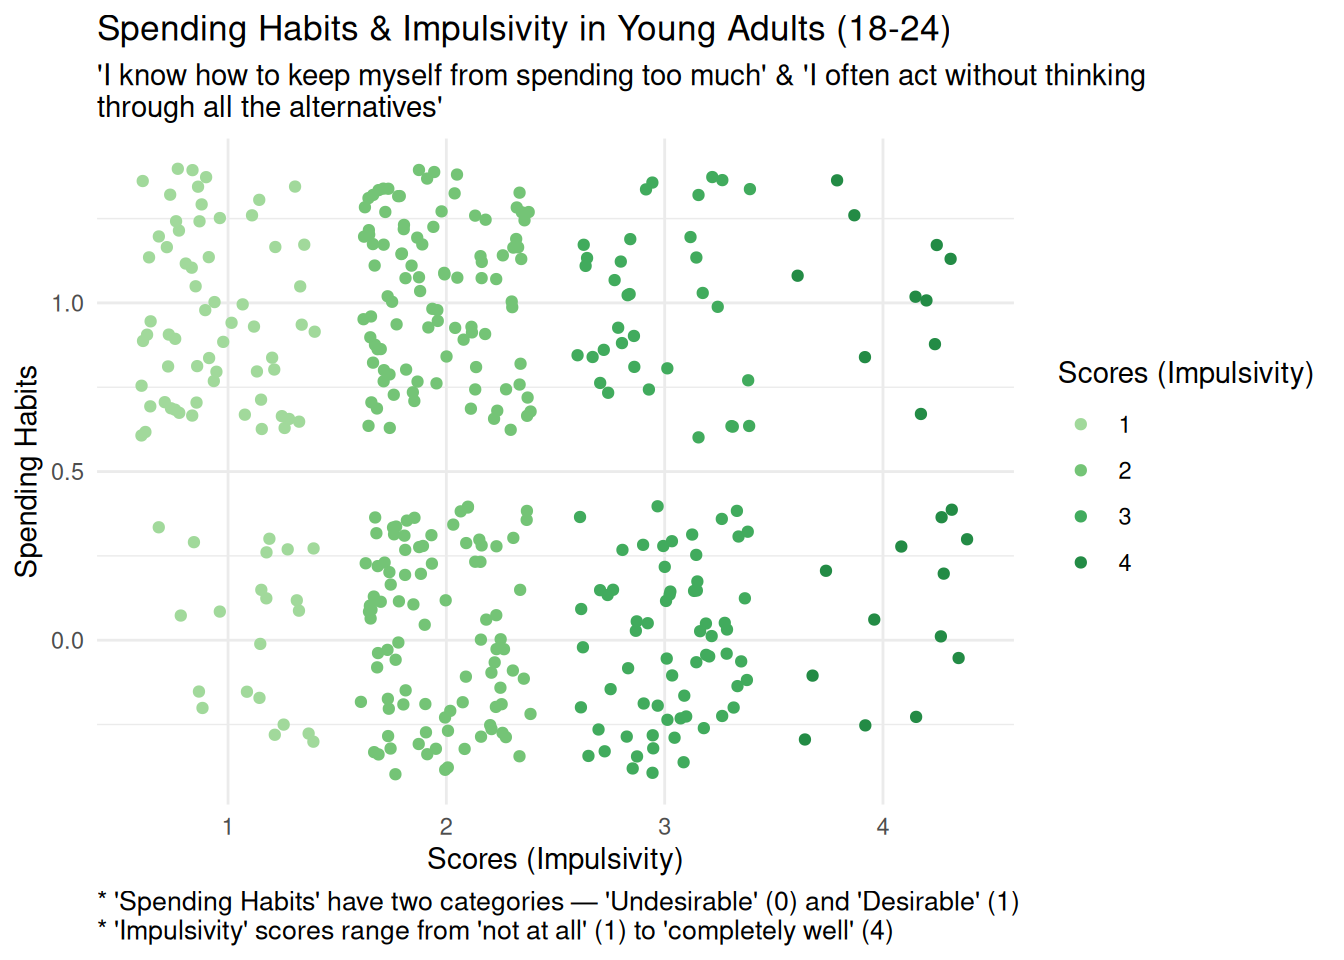 Spending Habits & Impulsivity in Young Adults (18-24)
'I know how to keep myself from spending too much' & 'I often act without thinking
through all the alternatives'
Spending Habits
1.0
0.5
0.0
1 2 3 4
Scores (Impulsivity)
Scores (Impulsivity)
1
2
3
4
* 'Spending Habits' have two categories — 'Undesirable' (0) and 'Desirable' (1)
* 'Impulsivity' scores range from 'not at all' (1) to 'completely well' (4)